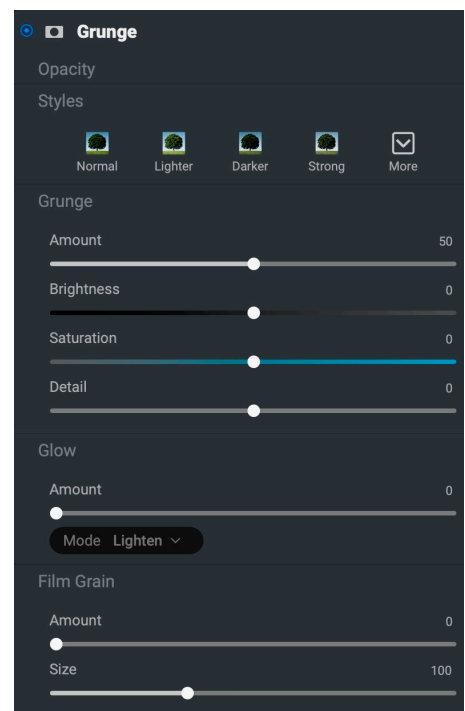 Grunge
Opacity
Styles
Normal Lighter Darker Strong More
Grunge
Amount 50
Brightness 0
Saturation 0
Detail 0
Glow
Amount 0
Mode Lighten
Film Grain
Amount 0
Size 100